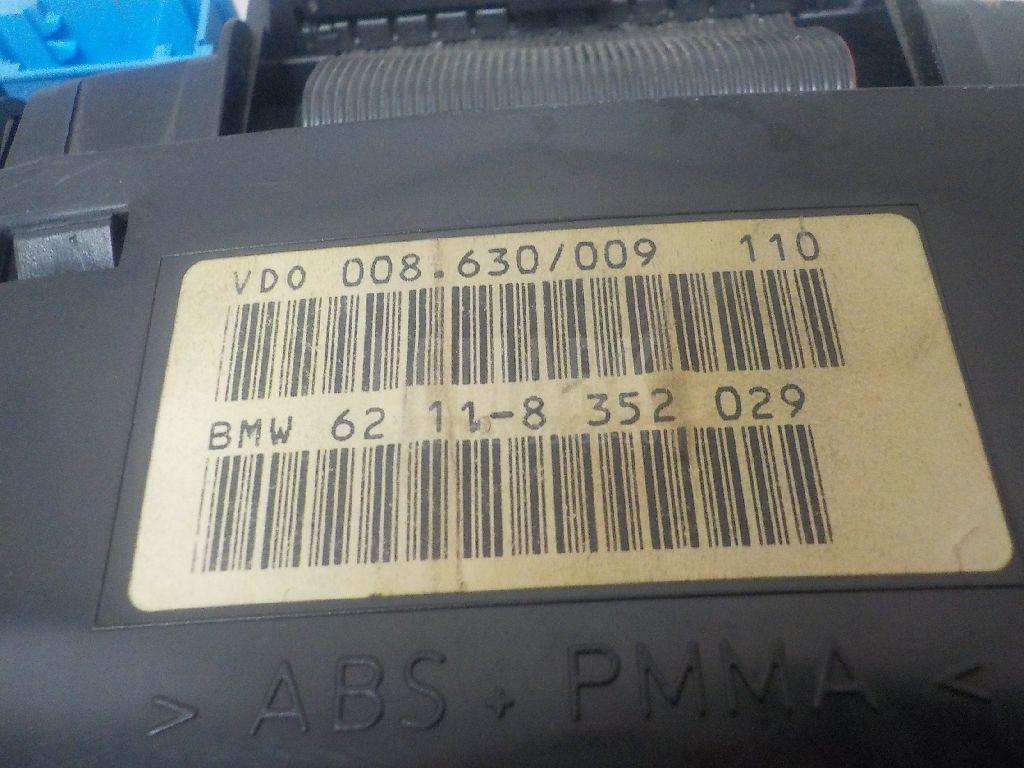 VDO 008.630/009 110
BMW 62 11-8 352 029
> ABS + PMMA <